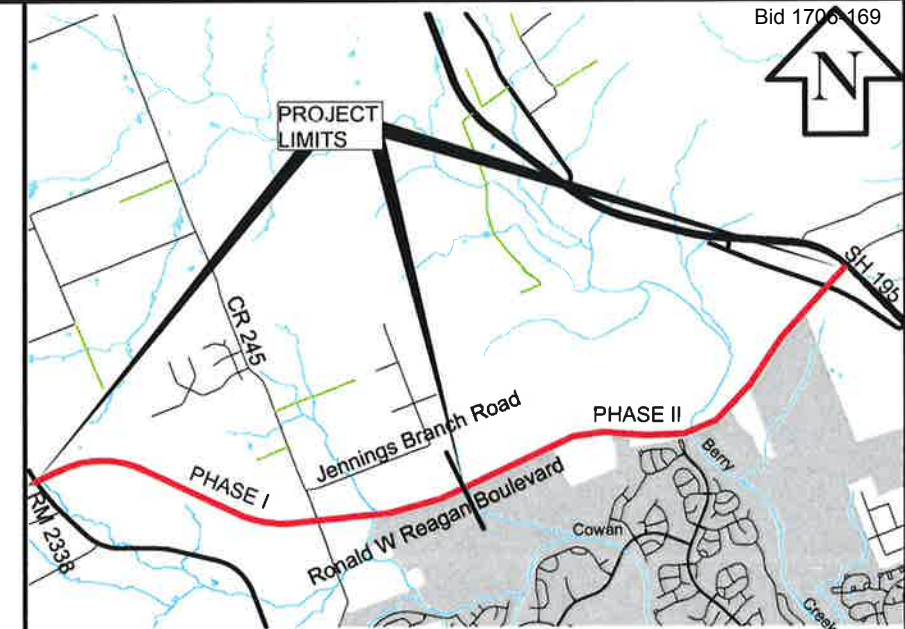 Bid 1706-169
N
PROJECT
LIMITS
SH 195
CR 245
Jennings Branch Road
PHASE II
PHASE I
Berry
Ronald W Reagan Boulevard
RM 2338
Cowan
Creek